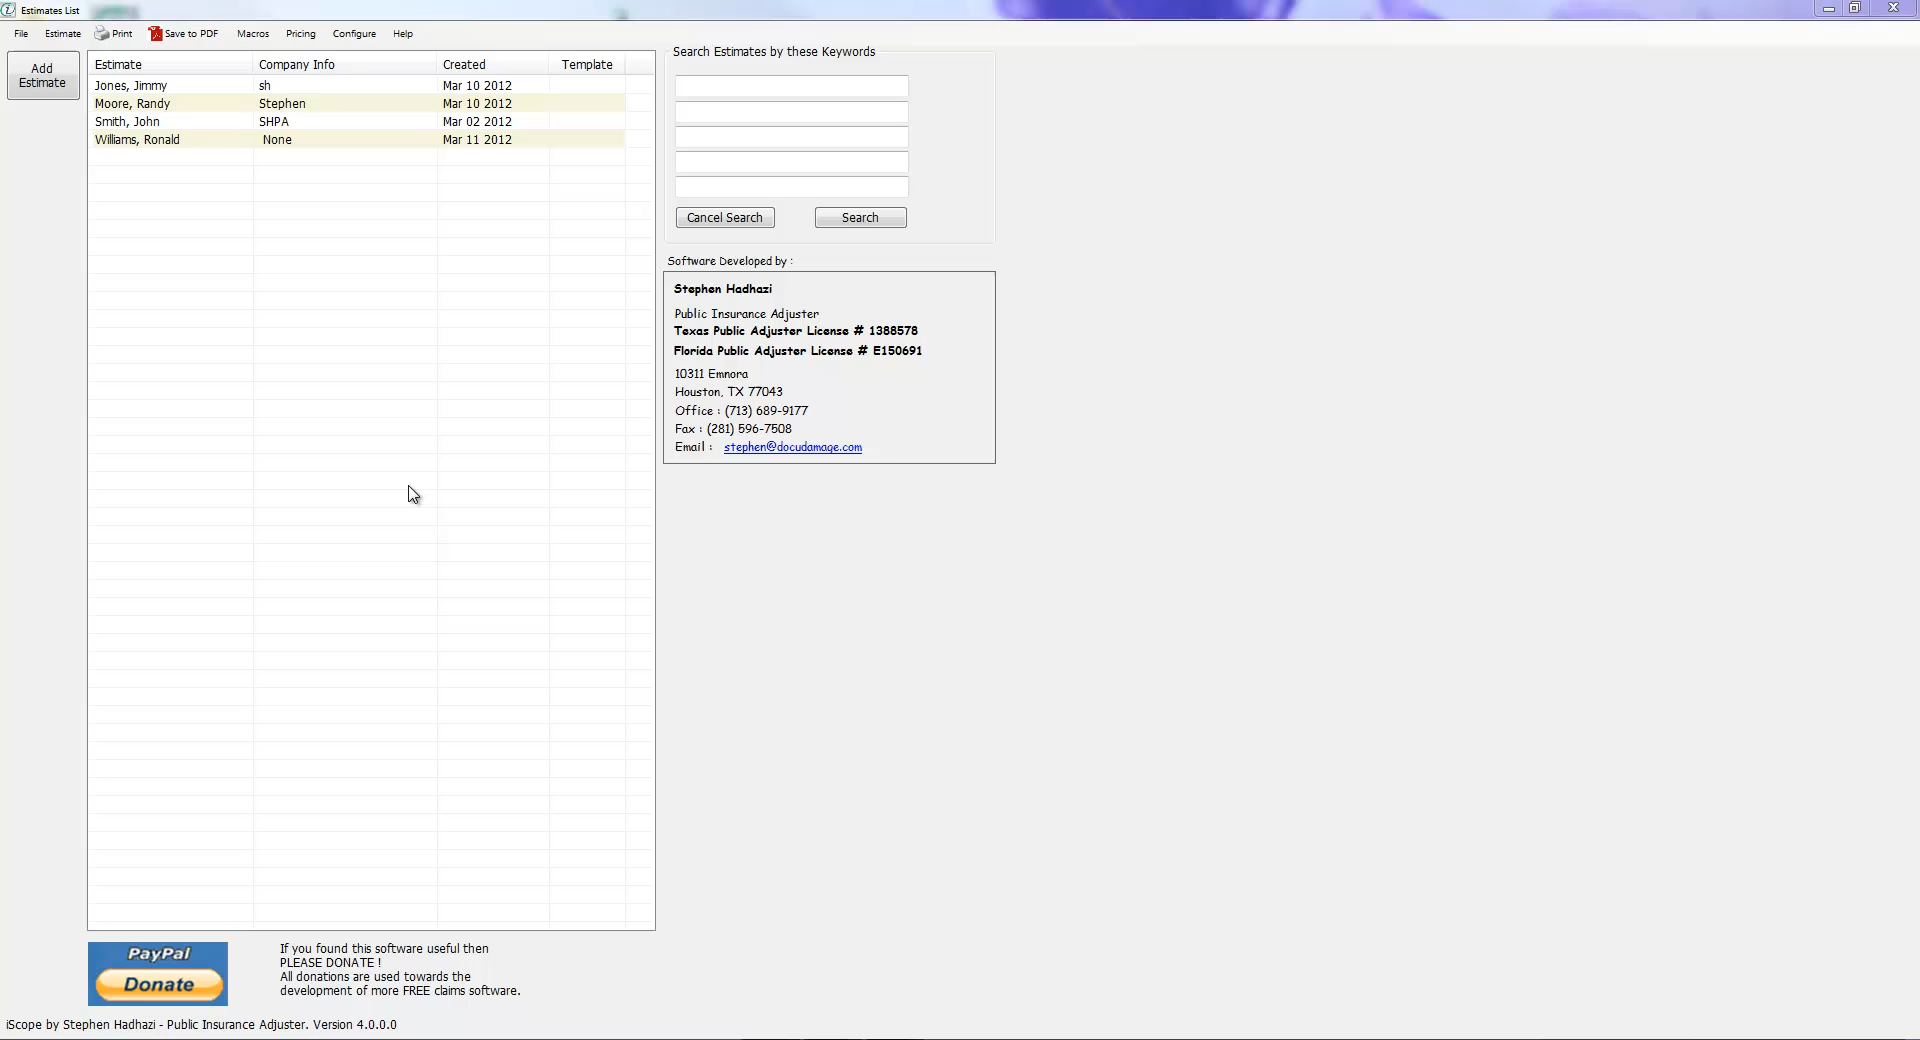 Estimates List
File Estimate Print Save to PDF Macros Pricing Configure Help
Add
Estimate
Estimate Company Info Created Template
Jones, Jimmy sh Mar 10 2012
Moore, Randy Stephen Mar 10 2012
Smith, John SHPA Mar 02 2012
Williams, Ronald None Mar 11 2012
Search Estimates by these Keywords
Cancel Search Search
Software Developed by :
Stephen Hadhazi
Public Insurance Adjuster
Texas Public Adjuster License # 1388578
Florida Public Adjuster License # E150691
10311 Emnora
Houston, TX 77043
Office : (713) 689-9177
Fax : (281) 596-7508
Email : stephen@docudamage.com
PayPal
Donate
If you found this software useful then
PLEASE DONATE !
All donations are used towards the
development of more FREE claims software.
iScope by Stephen Hadhazi - Public Insurance Adjuster. Version 4.0.0.0